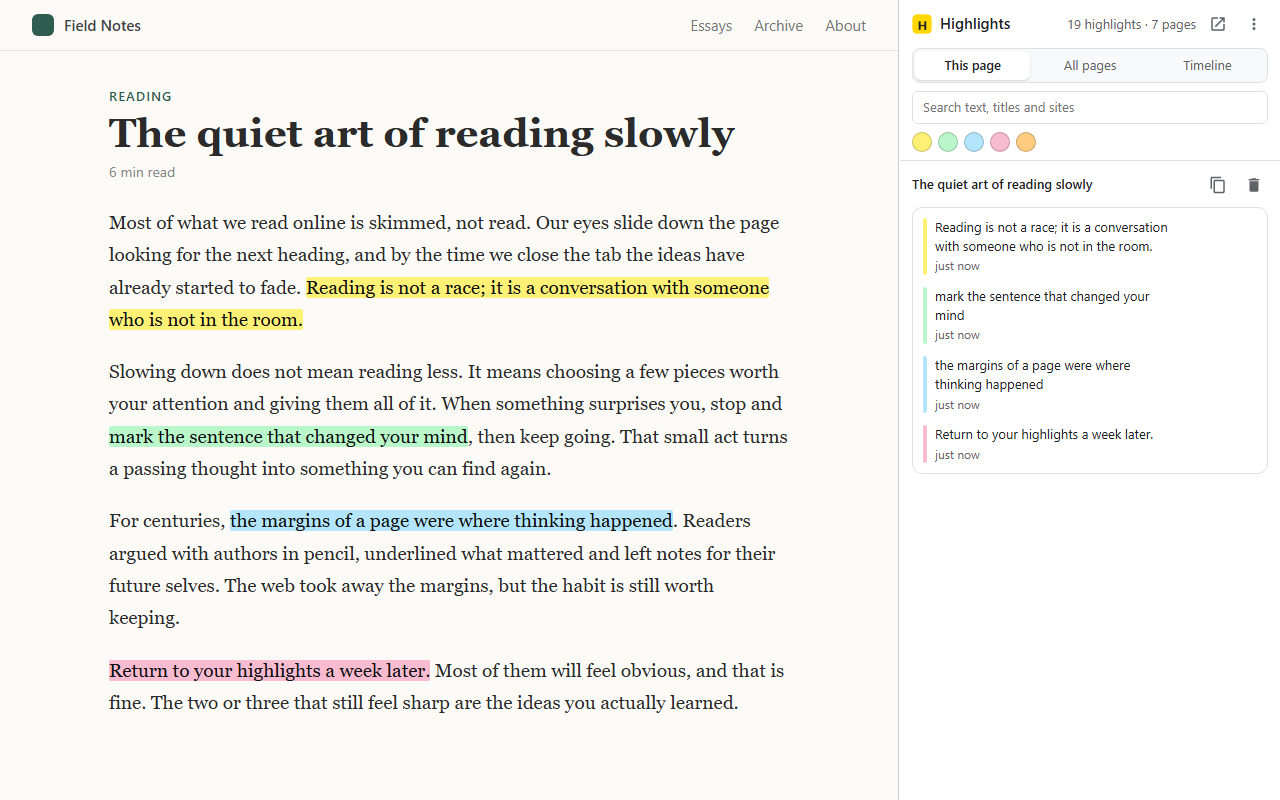 Field Notes
Essays
Archive
About
READING
The quiet art of reading slowly
6 min read
Most of what we read online is skimmed, not read. Our eyes slide down the page
looking for the next heading, and by the time we close the tab the ideas have
already started to fade. Reading is not a race; it is a conversation with someone
who is not in the room.
Slowing down does not mean reading less. It means choosing a few pieces worth
your attention and giving them all of it. When something surprises you, stop and
mark the sentence that changed your mind, then keep going. That small act turns
a passing thought into something you can find again.
For centuries, the margins of a page were where thinking happened. Readers
argued with authors in pencil, underlined what mattered and left notes for their
future selves. The web took away the margins, but the habit is still worth
keeping.
Return to your highlights a week later. Most of them will feel obvious, and that is
fine. The two or three that still feel sharp are the ideas you actually learned.
H
Highlights
19 highlights · 7 pages
This page
All pages
Timeline
Search text, titles and sites
The quiet art of reading slowly
Reading is not a race; it is a conversation
with someone who is not in the room.
just now
mark the sentence that changed your
mind
just now
the margins of a page were where
thinking happened
just now
Return to your highlights a week later.
just now